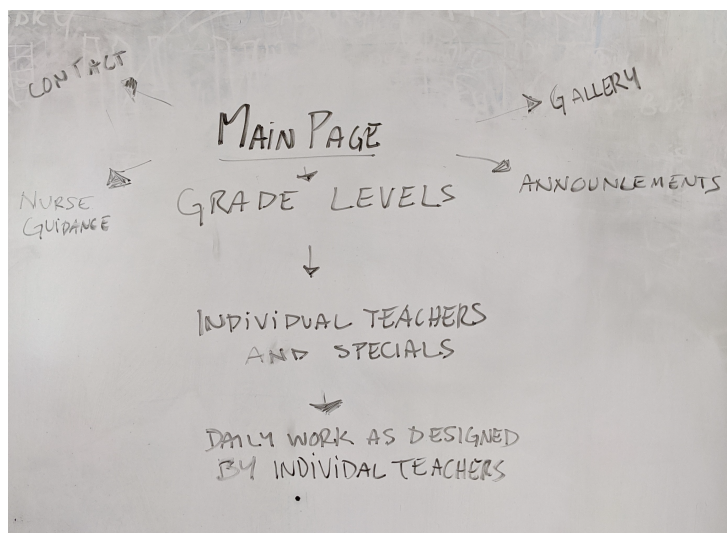 CONTACT
GALLERY
MAIN PAGE
NURSE
GUIDANCE
GRADE LEVELS
ANNOUNCEMENTS
INDIVIDUAL TEACHERS
AND SPECIALS
DAILY WORK AS DESIGNED
BY INDIVIDAL TEACHERS